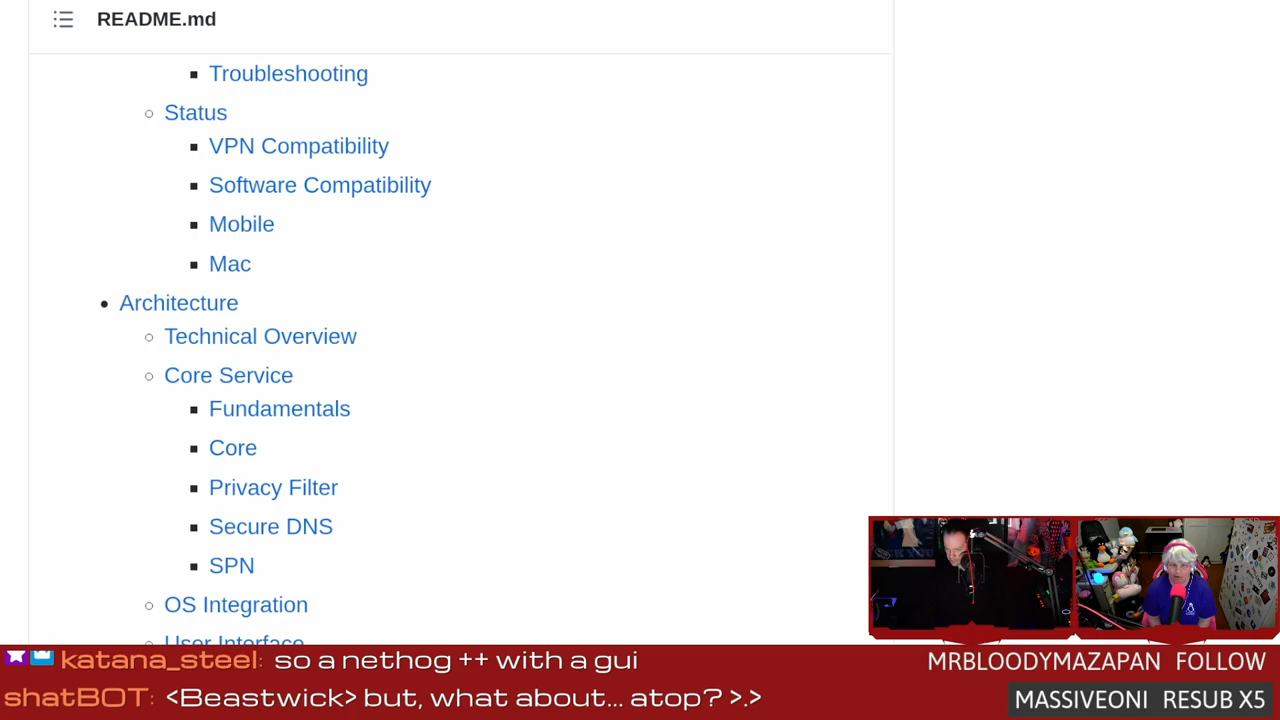 README.md
Troubleshooting
Status
VPN Compatibility
Software Compatibility
Mobile
Mac
Architecture
Technical Overview
Core Service
Fundamentals
Core
Privacy Filter
Secure DNS
SPN
OS Integration
User Interface
katana_steel: so a nethog ++ with a gui
shatBOT: <Beastwick> but, what about... atop? >.>
MRBLOODYMAZAPAN FOLLOW
MASSIVEONI RESUB X5